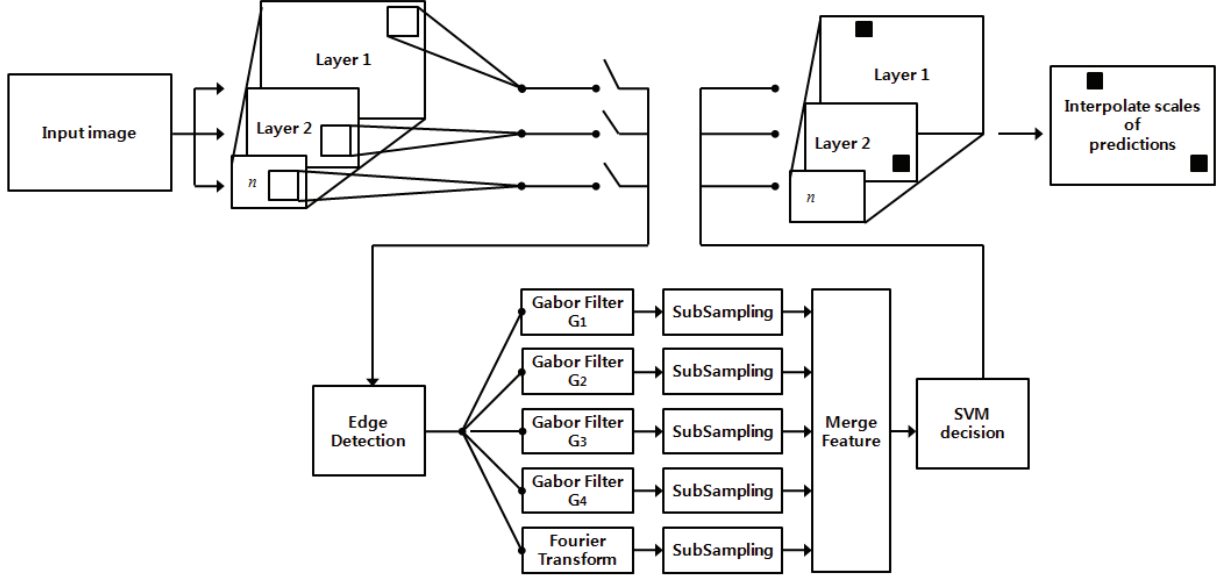 Input image
Layer 1
Layer 2
n
Layer 1
Layer 2
n
Interpolate scales
of
predictions
Edge
Detection
Gabor Filter
G1
SubSampling
Gabor Filter
G2
SubSampling
Gabor Filter
G3
SubSampling
Gabor Filter
G4
SubSampling
Fourier
Transform
SubSampling
Merge
Feature
SVM
decision